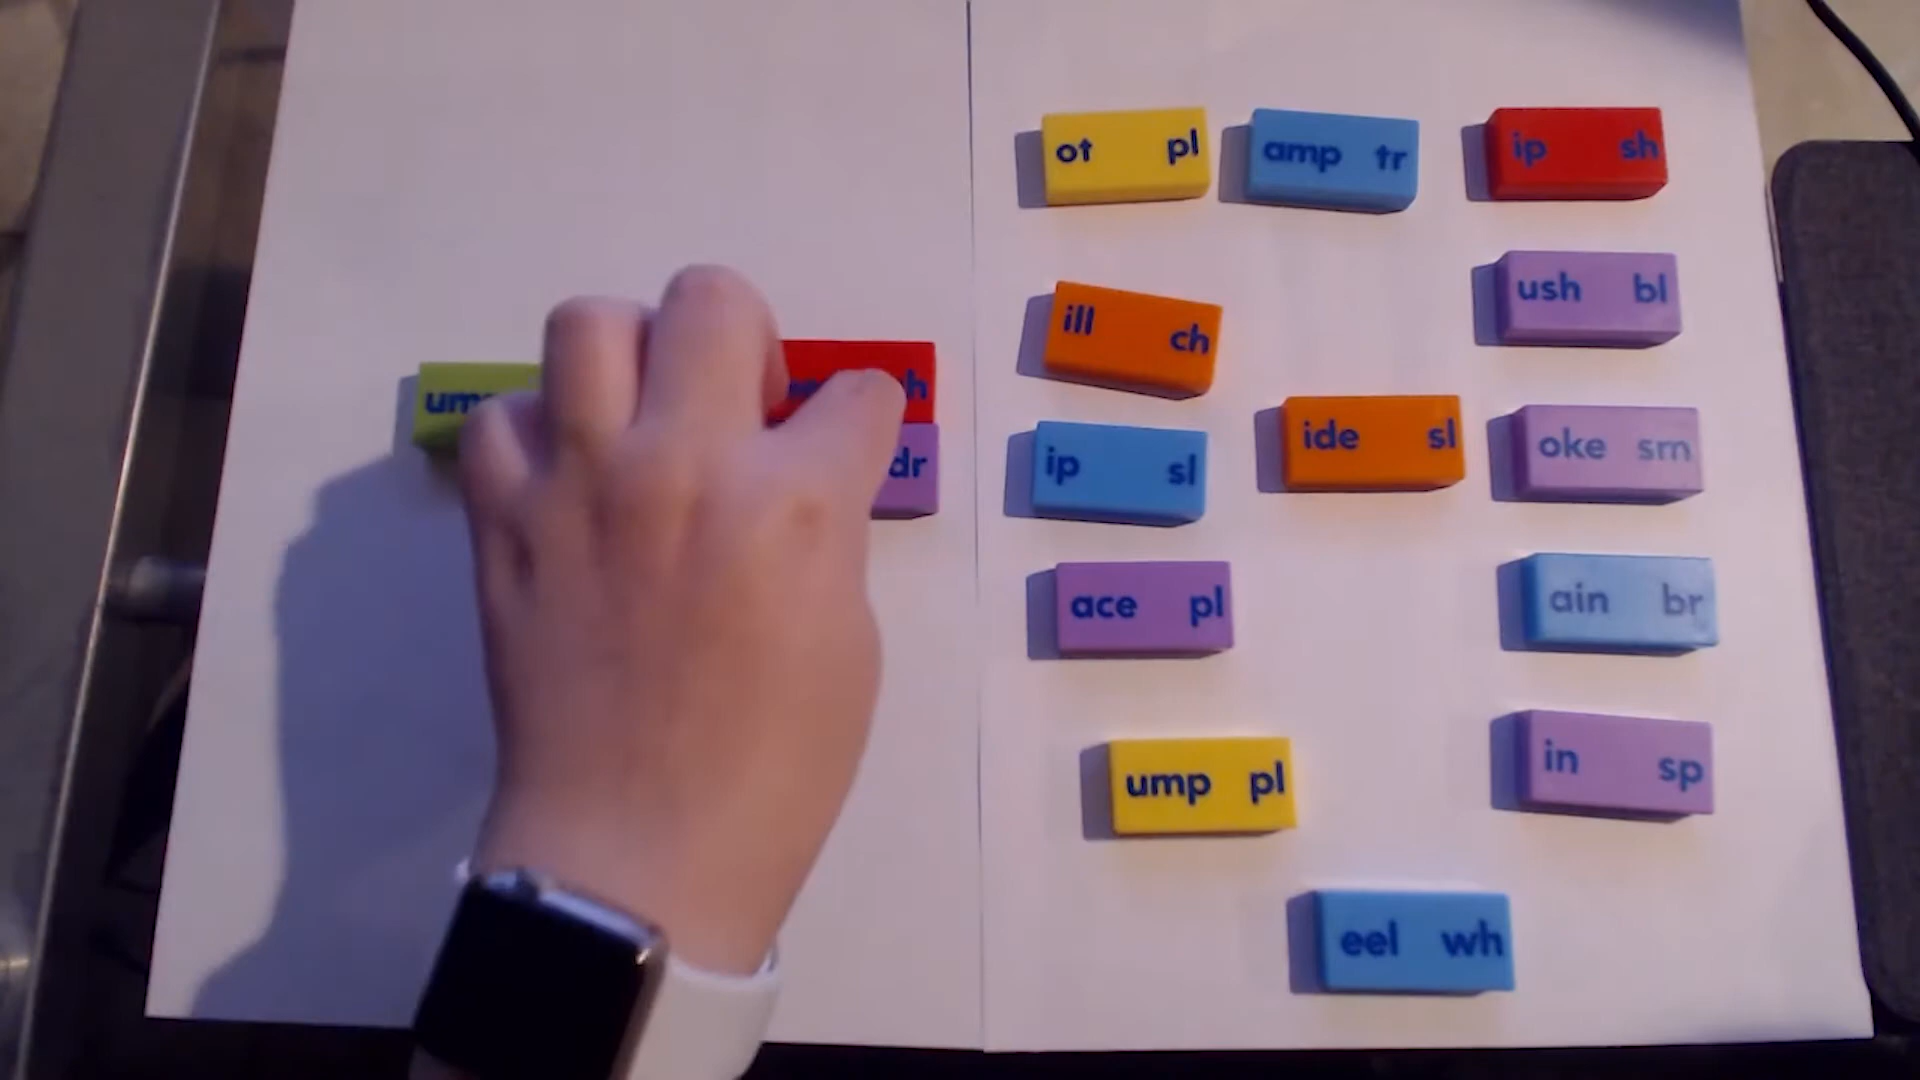 ot pl
amp tr
ip sh
ush bl
ill ch
ide sl
oke sm
ip sl
ace pl
ain br
in sp
ump pl
eel wh
dr